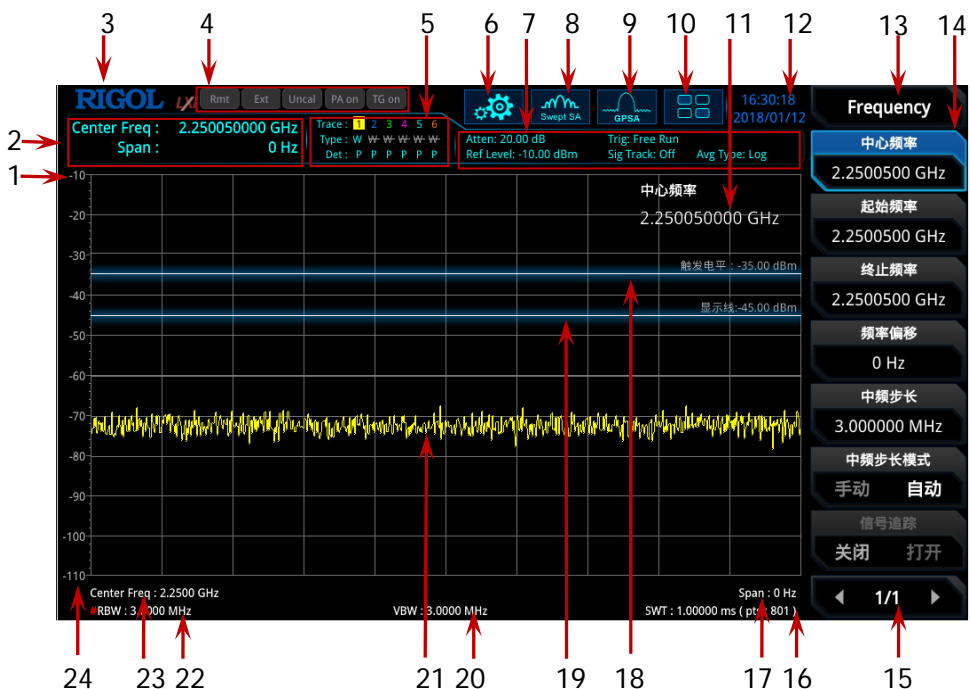 3 4 5 6 7 8 9 10 11 12 13 14
RIGOL Rmt Ext Uncal PA on TG on Swept SA GPSA 16:30:18 2018/01/12 Frequency
2 Center Freq : 2.250050000 GHz
Span : 0 Hz
Trace : 1 2 3 4 5 6
Type : W W W W W W
Det : P P P P P P
Atten: 20.00 dB Trig: Free Run
Ref Level: -10.00 dBm Sig Track: Off Avg Type: Log
1
-10
-20
-30
-40
-50
-60
-70
-80
-90
-100
-110
中心频率
2.250050000 GHz
触发电平 : -35.00 dBm
显示线:-45.00 dBm
中心频率
2.2500500 GHz
起始频率
2.2500500 GHz
终止频率
2.2500500 GHz
频率偏移
0 Hz
中频步长
3.000000 MHz
中频步长模式
手动 自动
信号追踪
关闭 打开
1/1
Center Freq : 2.2500 GHz Span : 0 Hz
#RBW : 3.0000 MHz VBW : 3.0000 MHz SWT : 1.00000 ms ( pts : 801 )
24 23 22 21 20 19 18 17 16 15